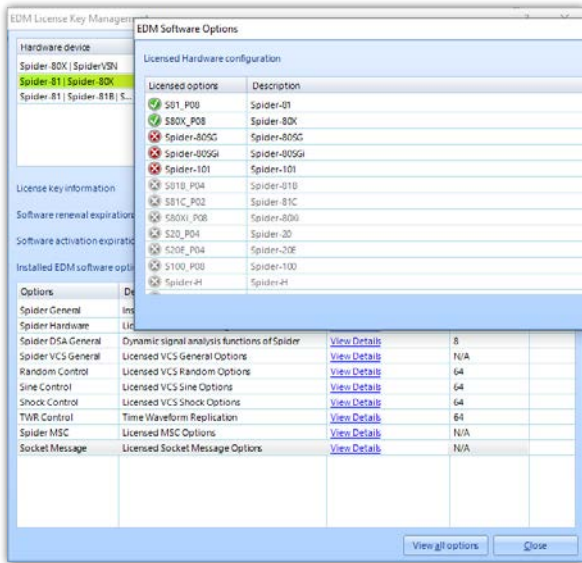 EDM License Key Manageme
EDM Software Options
Hardware device
Spider-80X | SpiderVSN
Spider-81 | Spider-80X
Spider-81 | Spider-81B | S...
Licensed Hardware configuration
Licensed options Description
S81_P08 Spider-81
S80X_P08 Spider-80X
Spider-80SG Spider-80SG
Spider-80SGi Spider-80SGi
Spider-101 Spider-101
S81B_P04 Spider-81B
S81C_P02 Spider-81C
S80Xi_P08 Spider-80Xi
S20_P04 Spider-20
S20E_P04 Spider-20E
S100_P08 Spider-100
Spider-H Spider-H
License key information
Software renewal expiration
Software activation expiratio
Installed EDM software opti
Options De
Spider General Ins
Spider Hardware Lic
Spider DSA General Dynamic signal analysis functions of Spider View Details 8
Spider VCS General Licensed VCS General Options View Details N/A
Random Control Licensed VCS Random Options View Details 64
Sine Control Licensed VCS Sine Options View Details 64
Shock Control Licensed VCS Shock Options View Details 64
TWR Control Time Waveform Replication View Details 64
Spider MSC Licensed MSC Options View Details N/A
Socket Message Licensed Socket Message Options View Details N/A
View all options Close